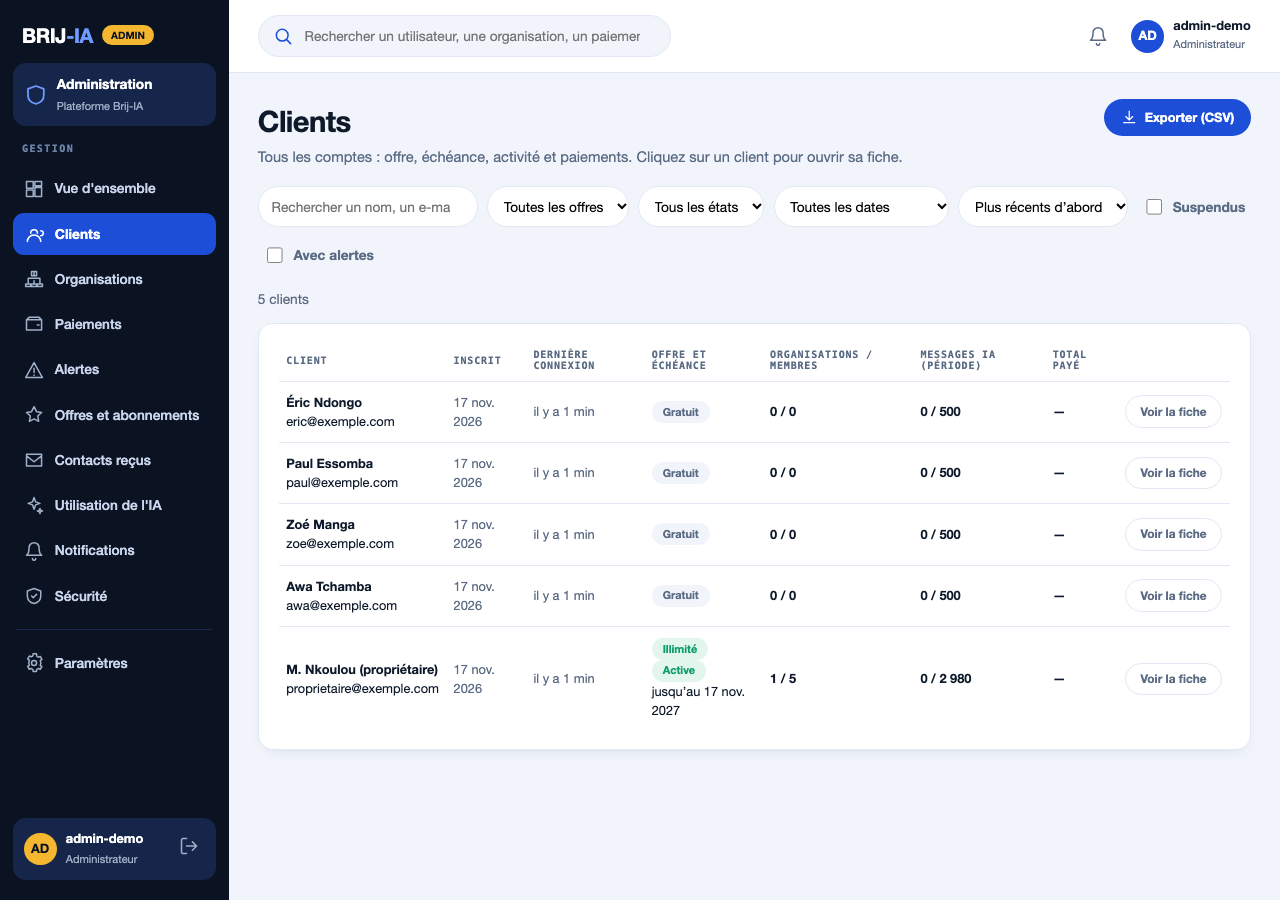 BRIJ-IA ADMIN
Administration
Plateforme Brij-IA
GESTION
Vue d'ensemble
Clients
Organisations
Paiements
Alertes
Offres et abonnements
Contacts reçus
Utilisation de l'IA
Notifications
Sécurité
Paramètres
AD admin-demo
Administrateur
Rechercher un utilisateur, une organisation, un paiemer
AD admin-demo
Administrateur
Clients
Exporter (CSV)
Tous les comptes : offre, échéance, activité et paiements. Cliquez sur un client pour ouvrir sa fiche.
Rechercher un nom, un e-ma Toutes les offres Tous les états Toutes les dates Plus récents d’abord Suspendus
Avec alertes
5 clients
CLIENT INSCRIT DERNIÈRE CONNEXION OFFRE ET ÉCHÉANCE ORGANISATIONS / MEMBRES MESSAGES IA (PÉRIODE) TOTAL PAYÉ
Éric Ndongo
eric@exemple.com 17 nov. 2026 il y a 1 min Gratuit 0 / 0 0 / 500 — Voir la fiche
Paul Essomba
paul@exemple.com 17 nov. 2026 il y a 1 min Gratuit 0 / 0 0 / 500 — Voir la fiche
Zoé Manga
zoe@exemple.com 17 nov. 2026 il y a 1 min Gratuit 0 / 0 0 / 500 — Voir la fiche
Awa Tchamba
awa@exemple.com 17 nov. 2026 il y a 1 min Gratuit 0 / 0 0 / 500 — Voir la fiche
M. Nkoulou (propriétaire)
proprietaire@exemple.com 17 nov. 2026 il y a 1 min Illimité Active jusqu’au 17 nov. 2027 1 / 5 0 / 2 980 — Voir la fiche